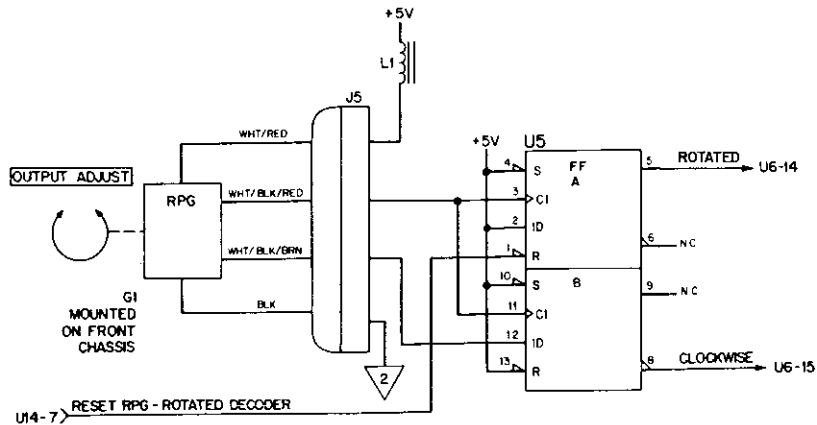 +5V
L1
J5
WHT/RED
+5V
U5
OUTPUT ADJUST
RPG
WHT/BLK/RED
WHT/BLK/BRN
BLK
G1
MOUNTED
ON FRONT
CHASSIS
2
4 S FF 5 ROTATED U6-14
A
3 C1
2 1D
1 R 6 NC
10 S B 9 NC
11 C1
12 1D
13 R 8 CLOCKWISE U6-15
U14-7 RESET RPG-ROTATED DECODER